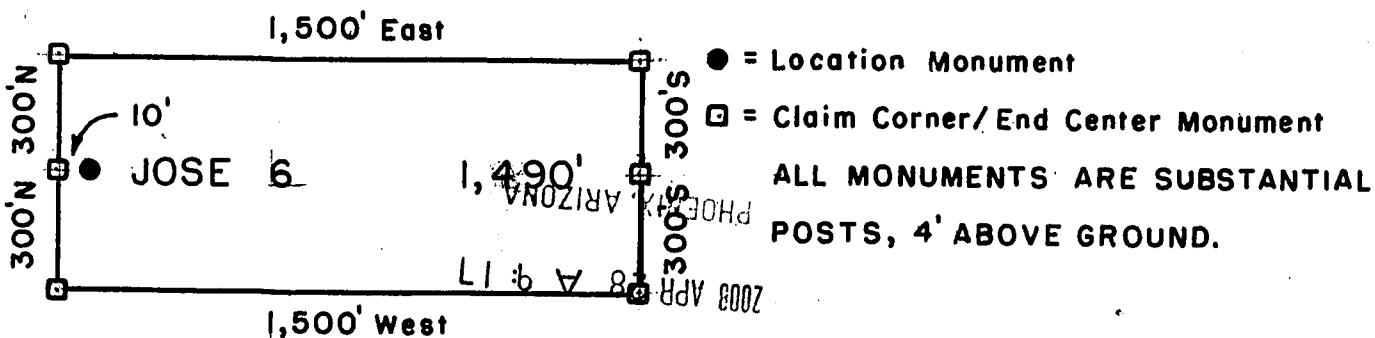 1,500' East
● = Location Monument
300'N
10'
300'S
⊡ = Claim Corner/End Center Monument
JOSE 6
1,490'
ALL MONUMENTS ARE SUBSTANTIAL
300'N
300'S
POSTS, 4' ABOVE GROUND.
1,500' West
PHOENIX, ARIZONA
2008 APR 8 A 9:17